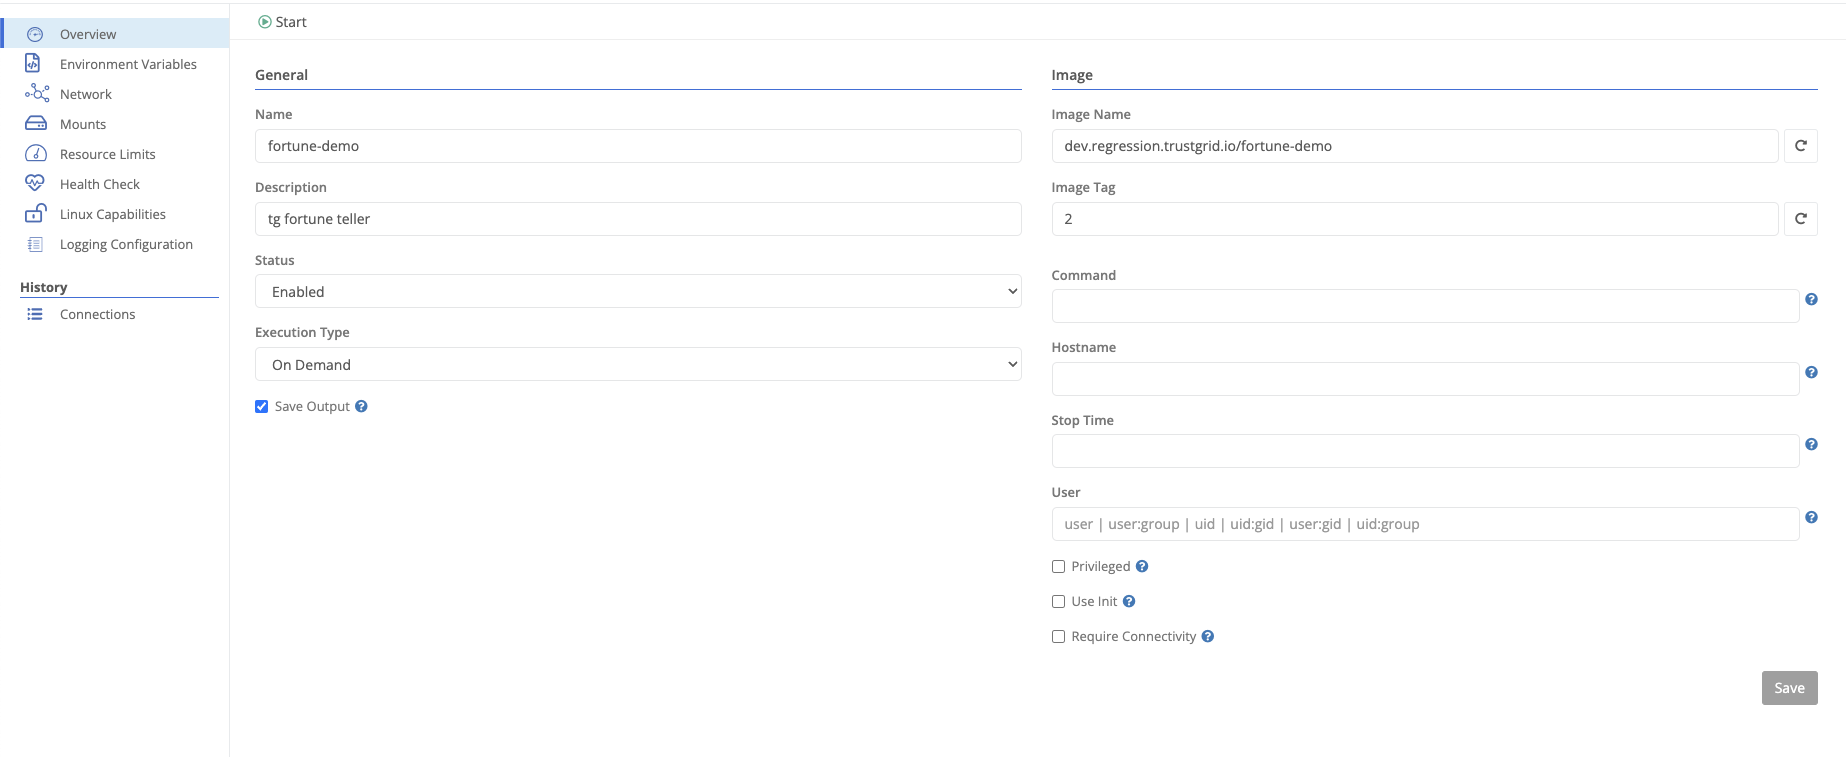 Start
Overview
Environment Variables
Network
Mounts
Resource Limits
Health Check
Linux Capabilities
Logging Configuration
History
Connections
General
Name
fortune-demo
Description
tg fortune teller
Status
Enabled
Execution Type
On Demand
Save Output
Image
Image Name
dev.regression.trustgrid.io/fortune-demo
Image Tag
2
Command
Hostname
Stop Time
User
user | user:group | uid | uid:gid | user:gid | uid:group
Privileged
Use Init
Require Connectivity
Save